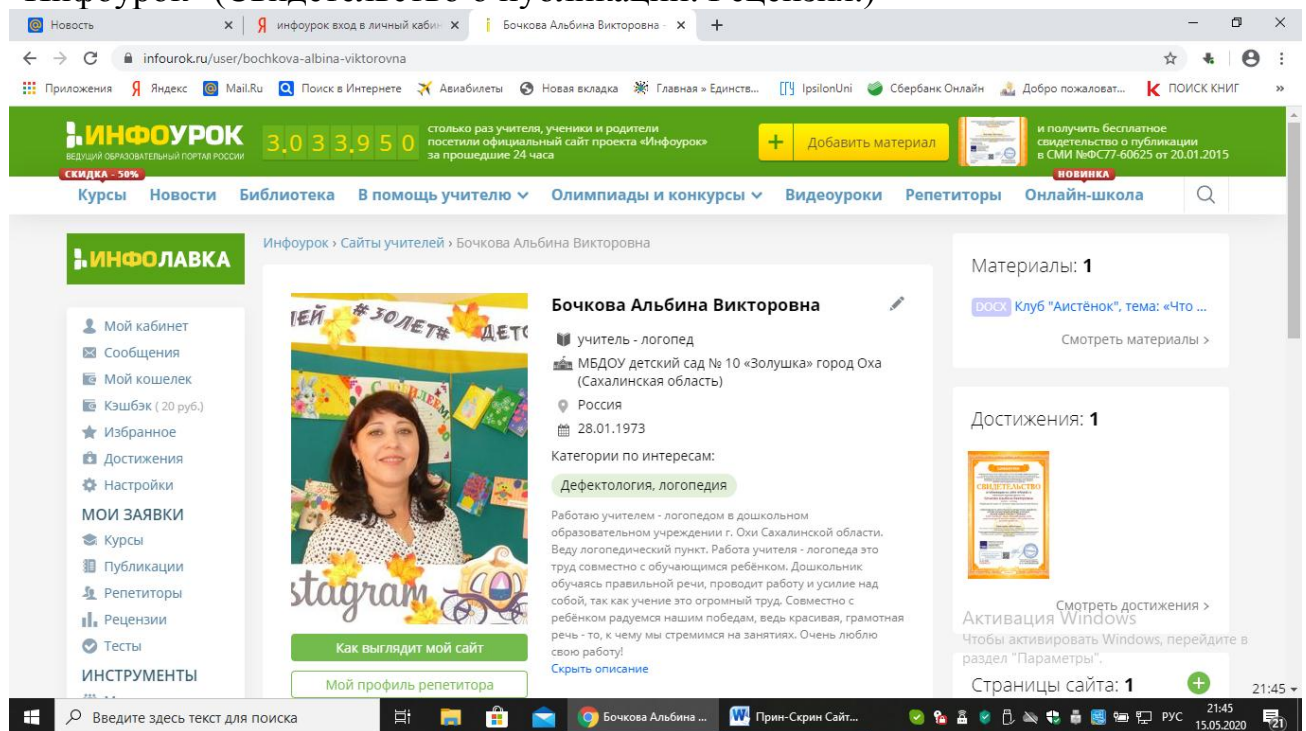 "Инфоурок" (Свидетельство о публикации. Рецензия.)
Новость
инфоурок вход в личный кабин
Бочкова Альбина Викторовна -
infourok.ru/user/bochkova-albina-viktorovna
Приложения Яндекс Mail.Ru Поиск в Интернете Авиабилеты Новая вкладка Главная » Единств... IpsilonUni Сбербанк Онлайн Добро пожаловат... ПОИСК КНИГ »
ИНФОУРОК
ВЕДУЩИЙ ОБРАЗОВАТЕЛЬНЫЙ ПОРТАЛ РОССИИ
3.033.950
столько раз учителя, ученики и родители
посетили официальный сайт проекта «Инфоурок»
за прошедшие 24 часа
+ Добавить материал
и получить бесплатное
свидетельство о публикации
в СМИ №ФС77-60625 от 20.01.2015
СКИДКА - 50%
НОВИНКА
Курсы Новости Библиотека В помощь учителю Олимпиады и конкурсы Видеоуроки Репетиторы Онлайн-школа
ИНФОЛАВКА
Мой кабинет
Сообщения
Мой кошелек
Кэшбэк ( 20 руб.)
Избранное
Достижения
Настройки
МОИ ЗАЯВКИ
Курсы
Публикации
Репетиторы
Рецензии
Тесты
ИНСТРУМЕНТЫ
Инфоурок › Сайты учителей › Бочкова Альбина Викторовна
ЛЕЙ #30ЛЕТ# ДЕТС
С ЮБИЛЕЕМ
stagram
Как выглядит мой сайт
Мой профиль репетитора
Бочкова Альбина Викторовна
учитель - логопед
МБДОУ детский сад № 10 «Золушка» город Оха
(Сахалинская область)
Россия
28.01.1973
Категории по интересам:
Дефектология, логопедия
Работаю учителем - логопедом в дошкольном
образовательном учреждении г. Охи Сахалинской области.
Веду логопедический пункт. Работа учителя - логопеда это
труд совместно с обучающимся ребёнком. Дошкольник
обучаясь правильной речи, проводит работу и усилие над
собой, так как учение это огромный труд. Совместно с
ребёнком радуемся нашим победам, ведь красивая, грамотная
речь - то, к чему мы стремимся на занятиях. Очень люблю
свою работу!
Скрыть описание
Материалы: 1
DOCX Клуб "Аистёнок", тема: «Что ...
Смотреть материалы >
Достижения: 1
СВИДЕТЕЛЬСТВО
Смотреть достижения >
Активация Windows
Чтобы активировать Windows, перейдите в
раздел "Параметры".
Страницы сайта: 1
21:45
Введите здесь текст для поиска
Бочкова Альбина ...
Прин-Скрин Сайт...
РУС
21:45
15.05.2020
21